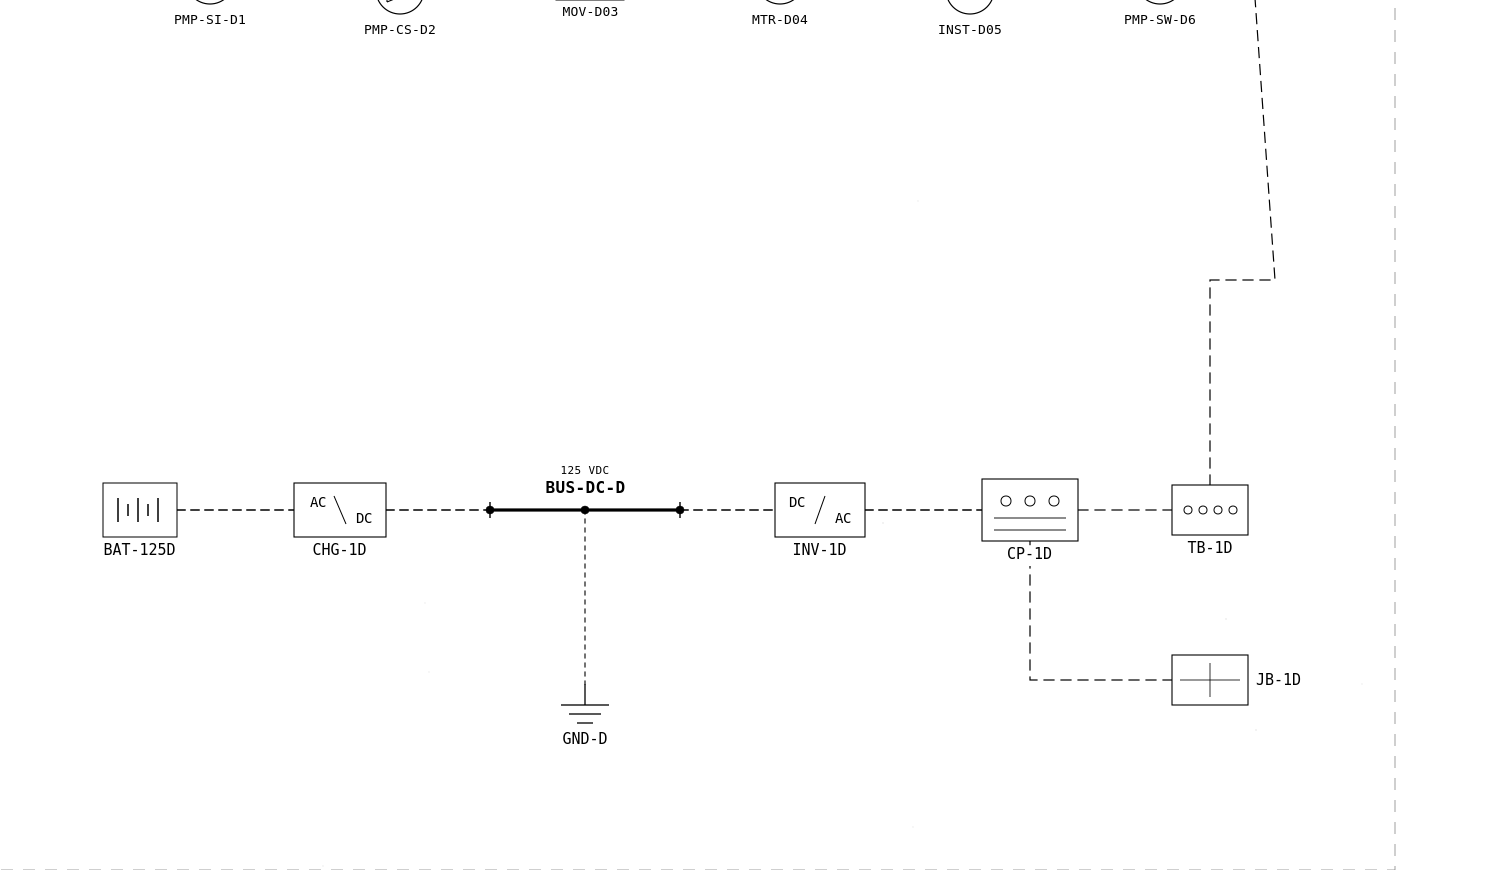 PMP-SI-D1
PMP-CS-D2
MOV-D03
MTR-D04
INST-D05
PMP-SW-D6
125 VDC
BUS-DC-D
AC
DC
DC
AC
BAT-125D
CHG-1D
INV-1D
CP-1D
TB-1D
JB-1D
GND-D